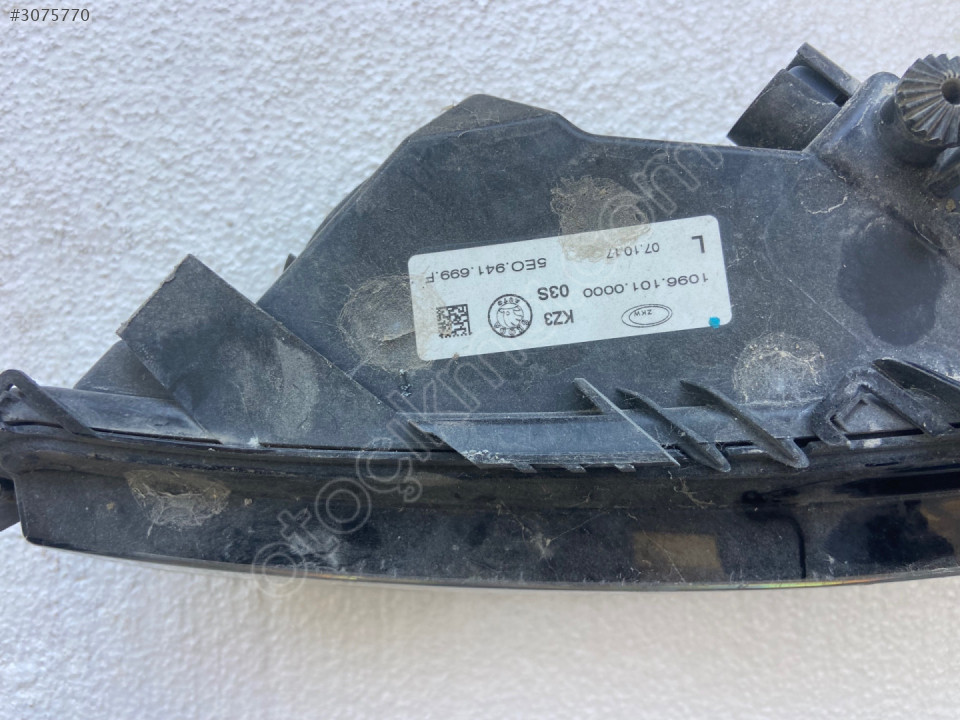 #3075770
L
07.10.17
5EO.941.699.F
1096.101.0000 03S
KZ3
ZKW